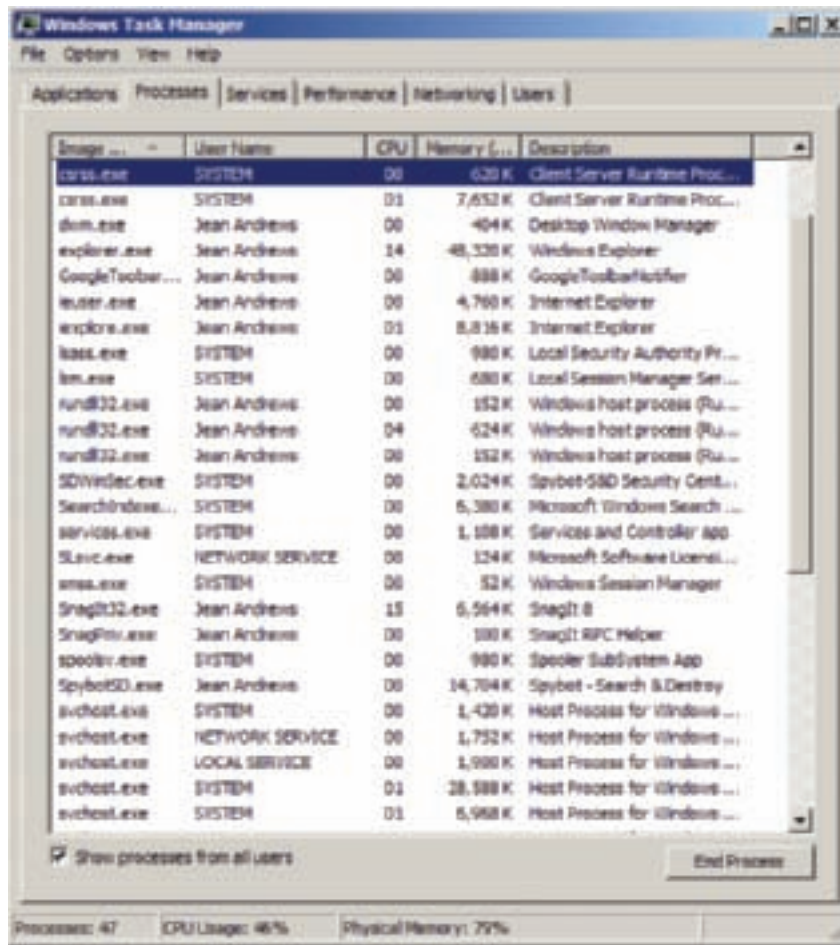 Windows Task Manager
File Options View Help
Applications Processes Services Performance Networking Users
Image ... User Name CPU Memory (... Description
csrss.exe SYSTEM 00 620 K Client Server Runtime Proc...
csrss.exe SYSTEM 01 7,652 K Client Server Runtime Proc...
dwm.exe Jean Andrews 00 404 K Desktop Window Manager
explorer.exe Jean Andrews 14 48,320 K Windows Explorer
GoogleToolbar... Jean Andrews 00 888 K GoogleToolbarNotifier
ieuser.exe Jean Andrews 00 4,760 K Internet Explorer
iexplore.exe Jean Andrews 01 8,816 K Internet Explorer
lsass.exe SYSTEM 00 980 K Local Security Authority Pr...
lsm.exe SYSTEM 00 680 K Local Session Manager Ser...
rundll32.exe Jean Andrews 00 152 K Windows host process (Ru...
rundll32.exe Jean Andrews 04 624 K Windows host process (Ru...
rundll32.exe Jean Andrews 00 152 K Windows host process (Ru...
SDWinSec.exe SYSTEM 00 2,024 K Spybot-S&D Security Cent...
SearchIndexe... SYSTEM 00 6,380 K Microsoft Windows Search ...
services.exe SYSTEM 00 1,108 K Services and Controller app
SLsvc.exe NETWORK SERVICE 00 124 K Microsoft Software Licensi...
smss.exe SYSTEM 00 52 K Windows Session Manager
SnagIt32.exe Jean Andrews 15 6,564 K SnagIt 8
SnagPriv.exe Jean Andrews 00 100 K SnagIt RPC Helper
spoolsv.exe SYSTEM 00 980 K Spooler SubSystem App
SpybotSD.exe Jean Andrews 00 14,704 K Spybot - Search & Destroy
svchost.exe SYSTEM 00 1,420 K Host Process for Windows ...
svchost.exe NETWORK SERVICE 00 1,752 K Host Process for Windows ...
svchost.exe LOCAL SERVICE 00 Host Process for Windows ...
svchost.exe SYSTEM 01 28,588 K Host Process for Windows ...
svchost.exe SYSTEM 01 6,968 K Host Process for Windows ...
Show processes from all users
End Process
Processes: 47 CPU Usage: 46% Physical Memory: 79%